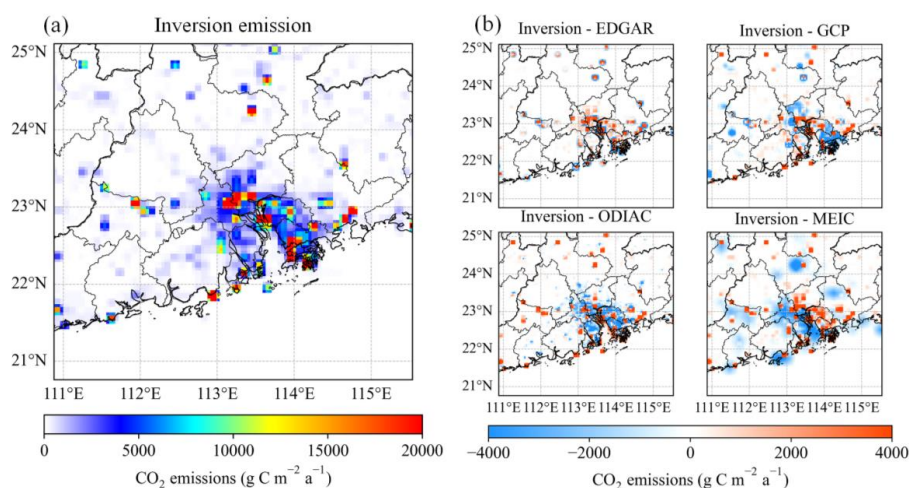 (a)
Inversion emission
25°N
24°N
23°N
22°N
21°N
111°E 112°E 113°E 114°E 115°E
0 5000 10000 15000 20000
CO₂ emissions (g C m⁻² a⁻¹)
(b)
Inversion - EDGAR
Inversion - GCP
25°N
24°N
23°N
22°N
21°N
Inversion - ODIAC
Inversion - MEIC
25°N
24°N
23°N
22°N
21°N
111°E 112°E 113°E 114°E 115°E
111°E 112°E 113°E 114°E 115°E
−4000 −2000 0 2000 4000
CO₂ emissions (g C m⁻² a⁻¹)